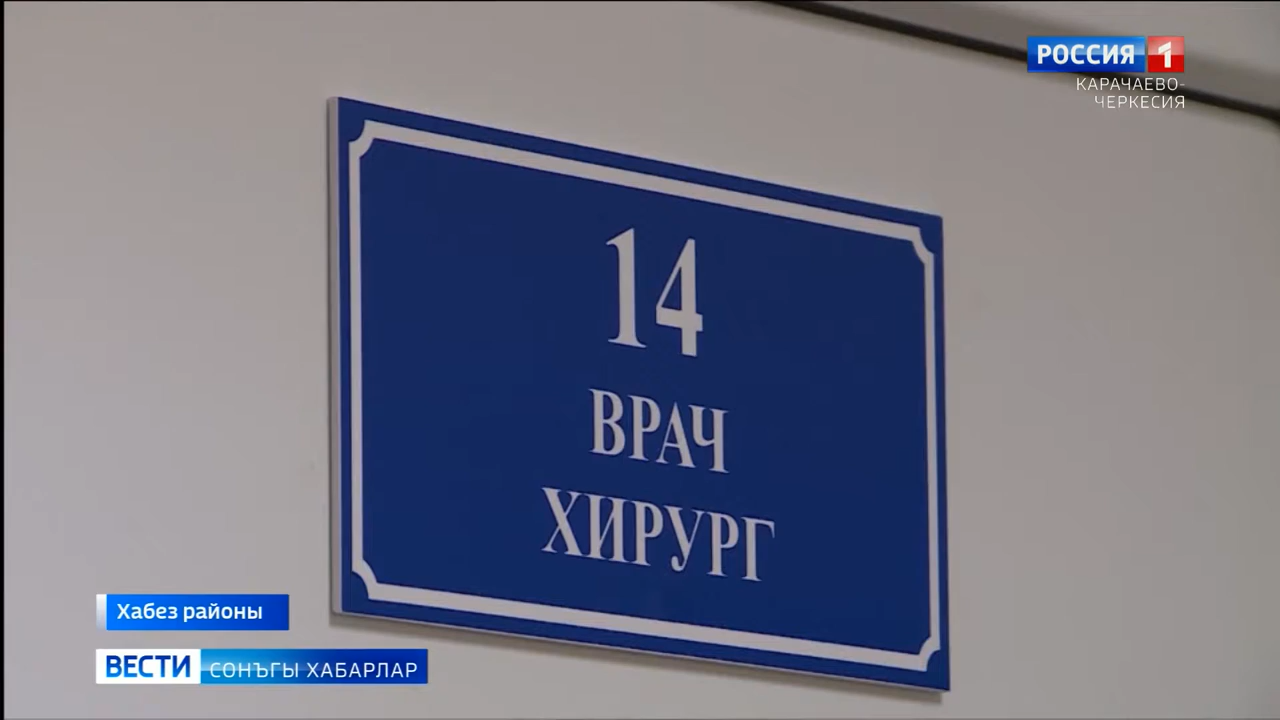 РОССИЯ 1
КАРАЧАЕВО-
ЧЕРКЕСИЯ
14
ВРАЧ
ХИРУРГ
Хабез районы
ВЕСТИ СОНЪГЫ ХАБАРЛАР